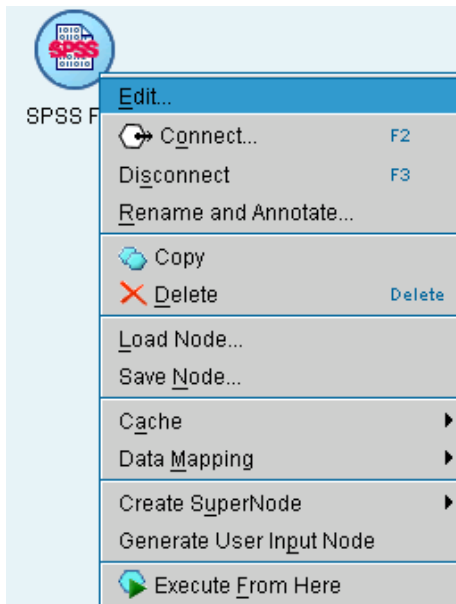 SPSS
SPSS F
Edit...
Connect... F2
Disconnect F3
Rename and Annotate...
Copy
Delete Delete
Load Node...
Save Node...
Cache
Data Mapping
Create SuperNode
Generate User Input Node
Execute From Here